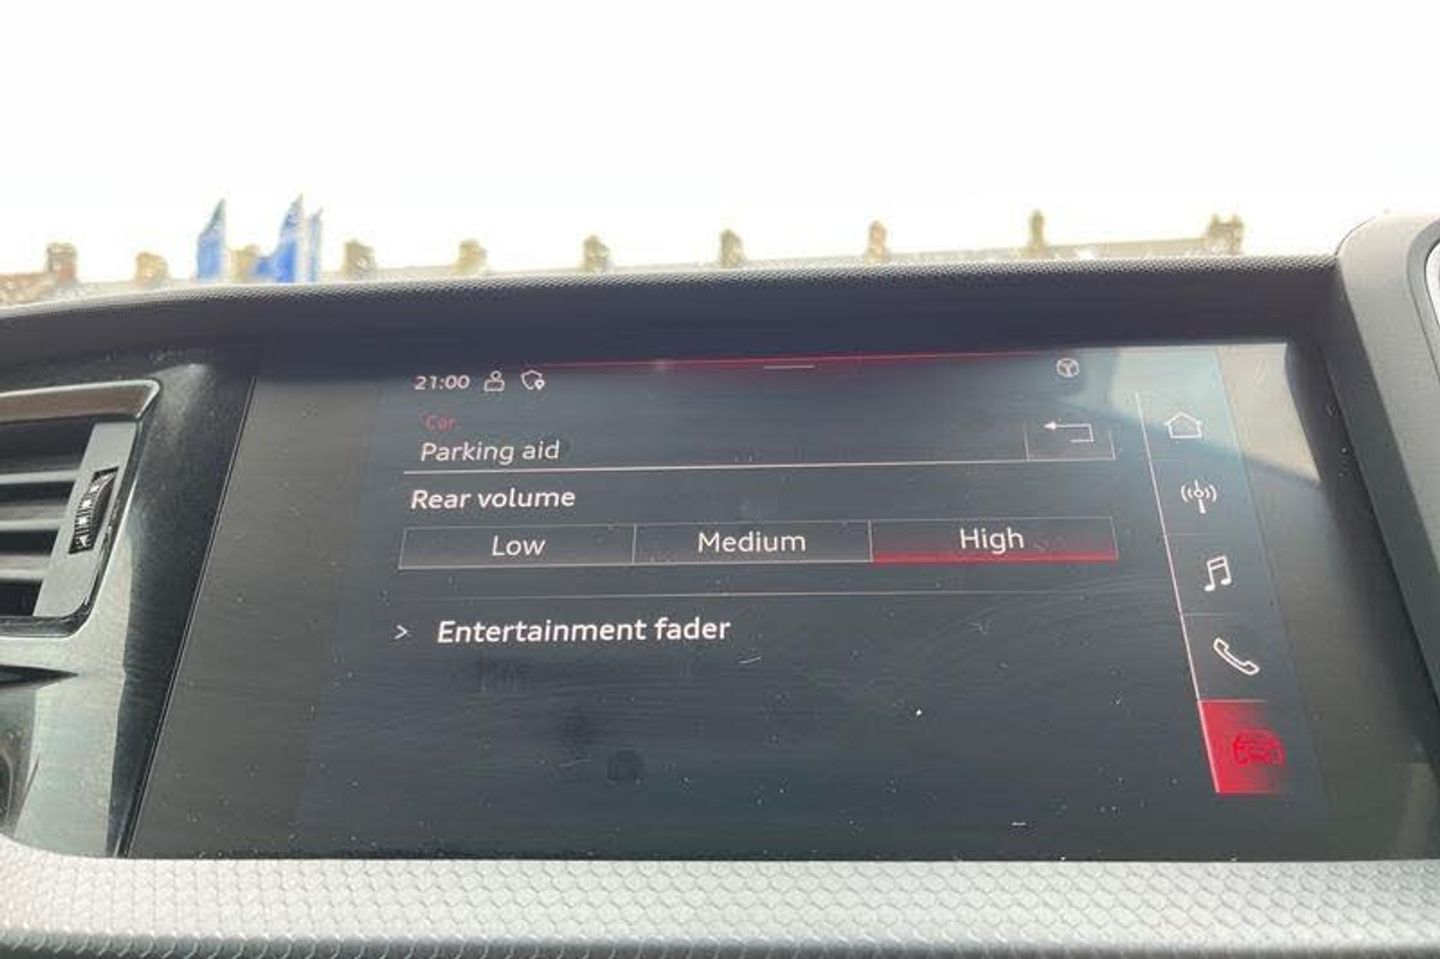 21:00
Car
Parking aid
Rear volume
Low Medium High
Entertainment fader